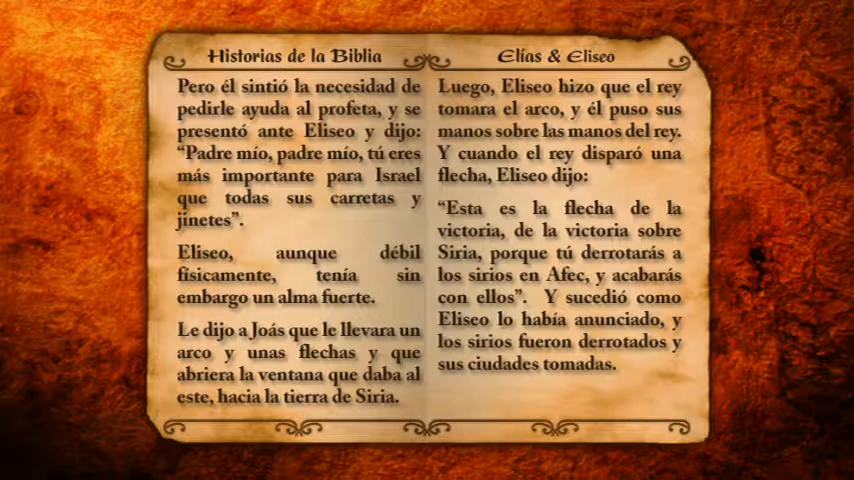 Historias de la Biblia
Pero él sintió la necesidad de
pedirle ayuda al profeta, y se
presentó ante Eliseo y dijo:
“Padre mío, padre mío, tú eres
más importante para Israel
que todas sus carretas y
jinetes”.
Eliseo, aunque débil
físicamente, tenía sin
embargo un alma fuerte.
Le dijo a Joás que le llevara un
arco y unas flechas y que
abriera la ventana que daba al
este, hacia la tierra de Siria.
Elías & Eliseo
Luego, Eliseo hizo que el rey
tomara el arco, y él puso sus
manos sobre las manos del rey.
Y cuando el rey disparó una
flecha, Eliseo dijo:
“Esta es la flecha de la
victoria, de la victoria sobre
Siria, porque tú derrotarás a
los sirios en Afec, y acabarás
con ellos”. Y sucedió como
Eliseo lo había anunciado, y
los sirios fueron derrotados y
sus ciudades tomadas.